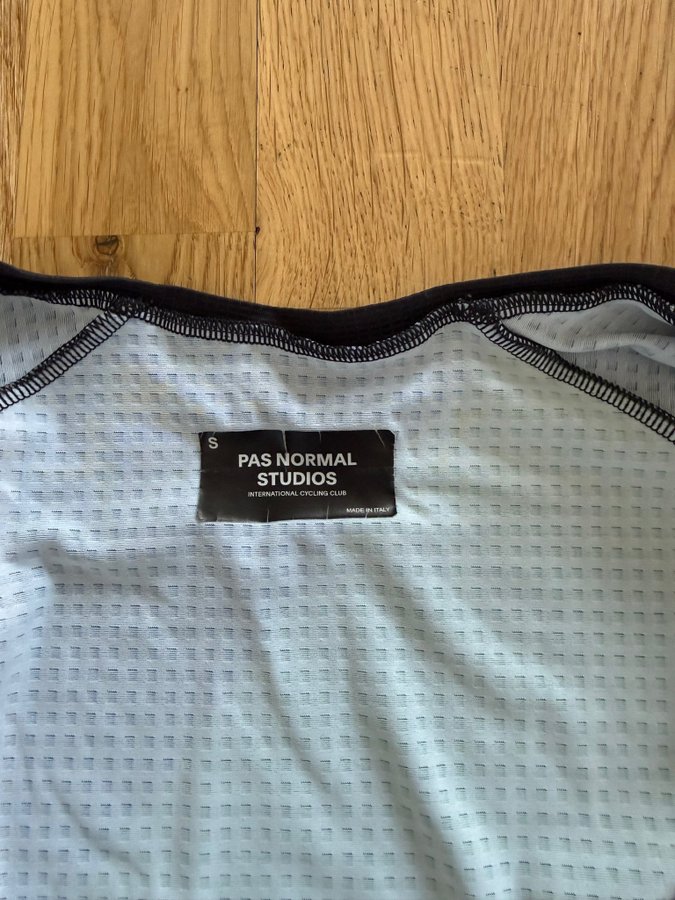 S
PAS NORMAL
STUDIOS
INTERNATIONAL CYCLING CLUB
MADE IN ITALY